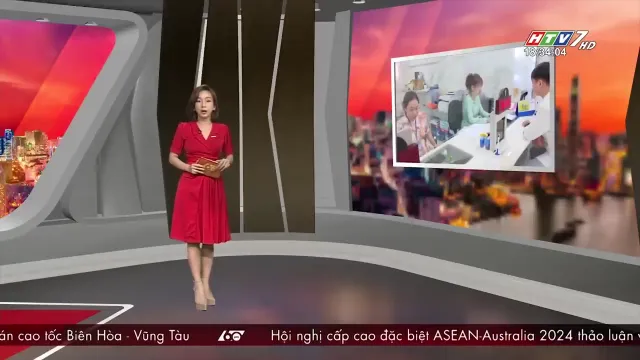 HTV7 HD
18:34:04
án cao tốc Biên Hòa - Vũng Tàu 60 Hội nghị cấp cao đặc biệt ASEAN-Australia 2024 thảo luận v